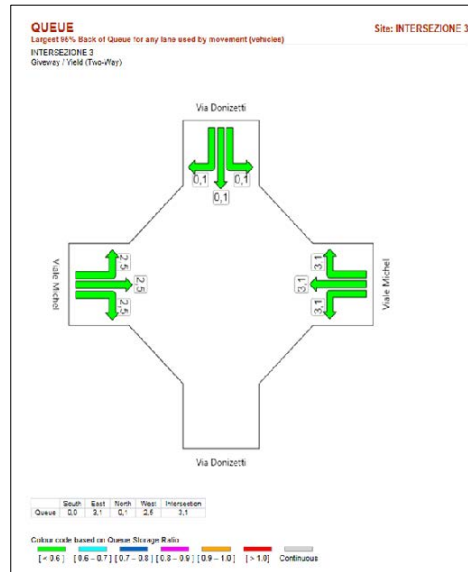 QUEUE
Site: INTERSEZIONE 3
Largest 95% Back of Queue for any lane used by movement (vehicles)
INTERSEZIONE 3
Giveway / Yield (Two-Way)
Via Donizetti
0,1
0,1
0,1
Viale Michel
2,5
2,5
2,5
3,1
3,1
3,1
Viale Michel
Via Donizetti
South East North West Intersection
Queue 0,0 3,1 0,1 2,5 3,1
Colour code based on Queue Storage Ratio
[ < 0.6 ] [ 0.6 – 0.7 ] [ 0.7 – 0.8 ] [ 0.8 – 0.9 ] [ 0.9 – 1.0 ] [ > 1.0 ] Continuous